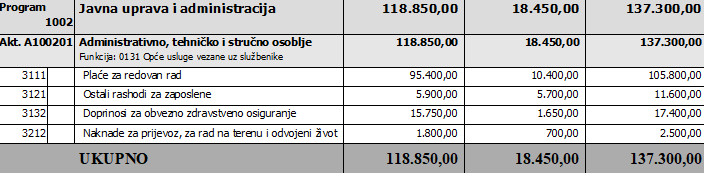 Program 1002 Javna uprava i administracija 118.850,00 18.450,00 137.300,00
Akt. A100201 Administrativno, tehničko i stručno osoblje 118.850,00 18.450,00 137.300,00
Funkcija: 0131 Opće usluge vezane uz službenike
3111 Plaće za redovan rad 95.400,00 10.400,00 105.800,00
3121 Ostali rashodi za zaposlene 5.900,00 5.700,00 11.600,00
3132 Doprinosi za obvezno zdravstveno osiguranje 15.750,00 1.650,00 17.400,00
3212 Naknade za prijevoz, za rad na terenu i odvojeni život 1.800,00 700,00 2.500,00
UKUPNO 118.850,00 18.450,00 137.300,00